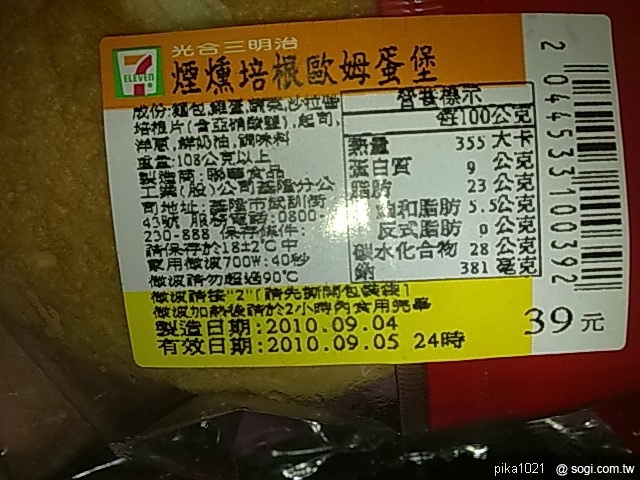 7
ELEVEN
光合三明治
煙燻培根歐姆蛋堡
成份:麵包,雞蛋,蔬菜,沙拉醬
培根片(含亞硝酸鹽),起司,
洋蔥,鮮奶油,調味料
重量:108公克以上
製造商:聯華食品
工業(股)公司基隆分公
司地址:基隆市武訓街
43號 服務電話:0800-
230-888 保存條件:
請保存於18±2℃中
家用微波700W:40秒
微波請勿超過90℃
營養標示
每100公克
熱量 355 大卡
蛋白質 9 公克
脂肪 23 公克
飽和脂肪 5.5公克
反式脂肪 0 公克
碳水化合物 28 公克
鈉 381 毫克
微波請按"2"(請先撕開包裝袋)
微波加熱後請於2小時內食用完畢
製造日期:2010.09.04
有效日期:2010.09.05 24時
39元
2 044533100392
pika1021 @ sogi.com.tw